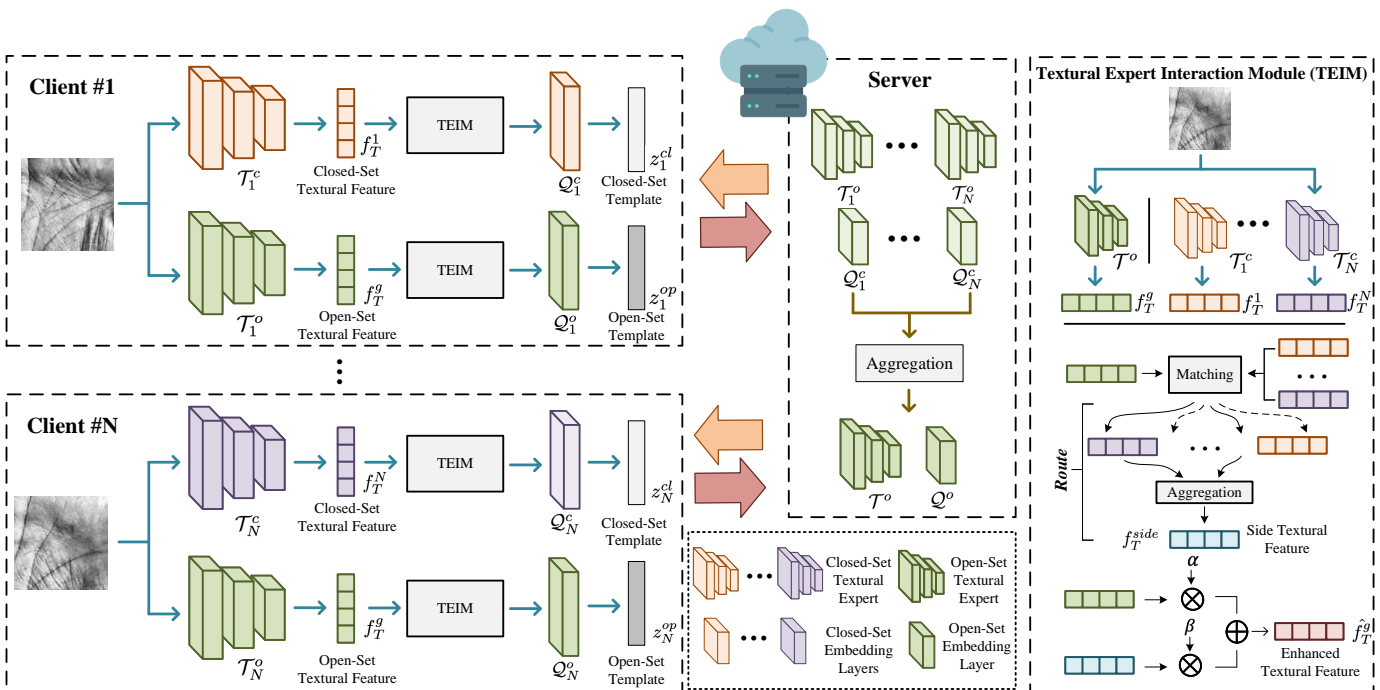 Client #1
$\mathcal{T}_1^c$
$f_T^1$
Closed-Set
Textural Feature
TEIM
$\mathcal{Q}_1^c$
$z_1^{cl}$
Closed-Set
Template
$\mathcal{T}_1^o$
$f_T^g$
Open-Set
Textural Feature
TEIM
$\mathcal{Q}_1^o$
$z_1^{op}$
Open-Set
Template
Client #N
$\mathcal{T}_N^c$
$f_T^N$
Closed-Set
Textural Feature
TEIM
$\mathcal{Q}_N^c$
$z_N^{cl}$
Closed-Set
Template
$\mathcal{T}_N^o$
$f_T^g$
Open-Set
Textural Feature
TEIM
$\mathcal{Q}_N^o$
$z_N^{op}$
Open-Set
Template
Server
$\mathcal{T}_1^o$
$\mathcal{T}_N^o$
$\mathcal{Q}_1^c$
$\mathcal{Q}_N^c$
Aggregation
$\mathcal{T}^o$
$\mathcal{Q}^o$
Closed-Set
Textural
Expert
Open-Set
Textural
Expert
Closed-Set
Embedding
Layers
Open-Set
Embedding
Layer
Textural Expert Interaction Module (TEIM)
$\mathcal{T}^o$
$\mathcal{T}_1^c$
$\mathcal{T}_N^c$
$f_T^g$
$f_T^1$
$f_T^N$
Matching
Route
Aggregation
$f_T^{side}$
Side Textural
Feature
α
β
$\hat{f}_T^g$
Enhanced
Textural Feature